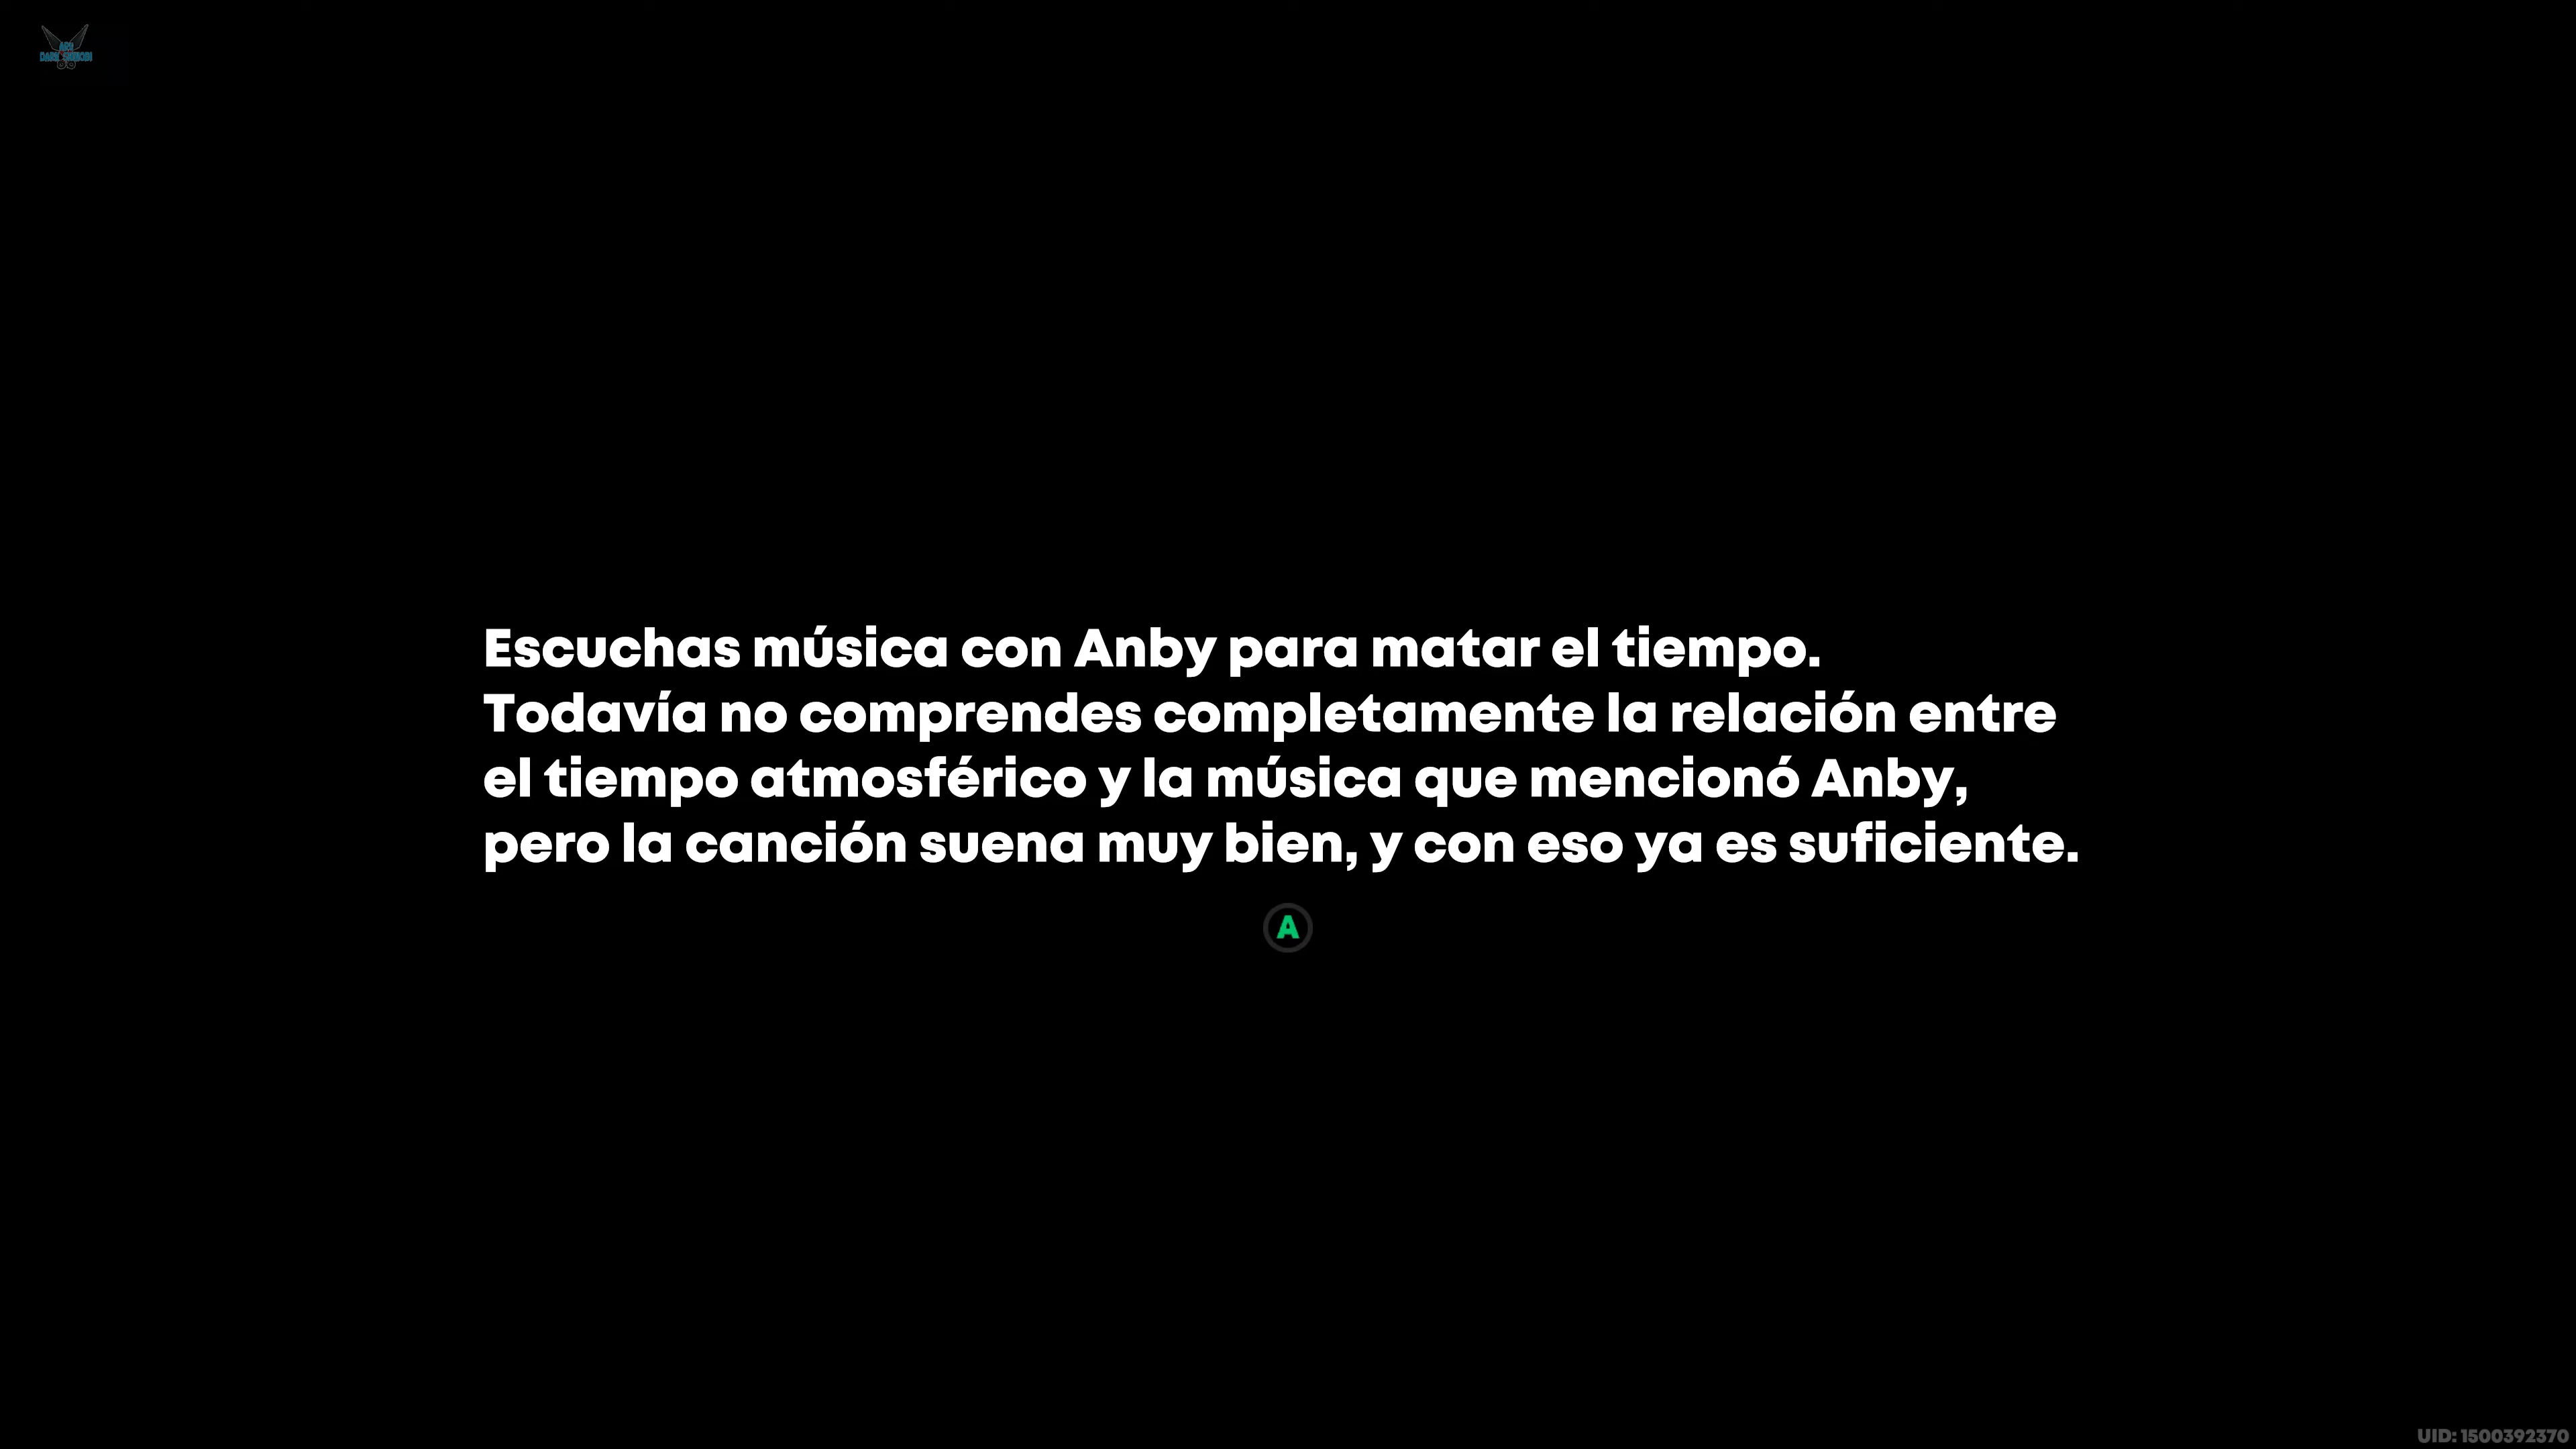 Escuchas música con Anby para matar el tiempo.
Todavía no comprendes completamente la relación entre
el tiempo atmosférico y la música que mencionó Anby,
pero la canción suena muy bien, y con eso ya es suficiente.
A
UID: 1500392370